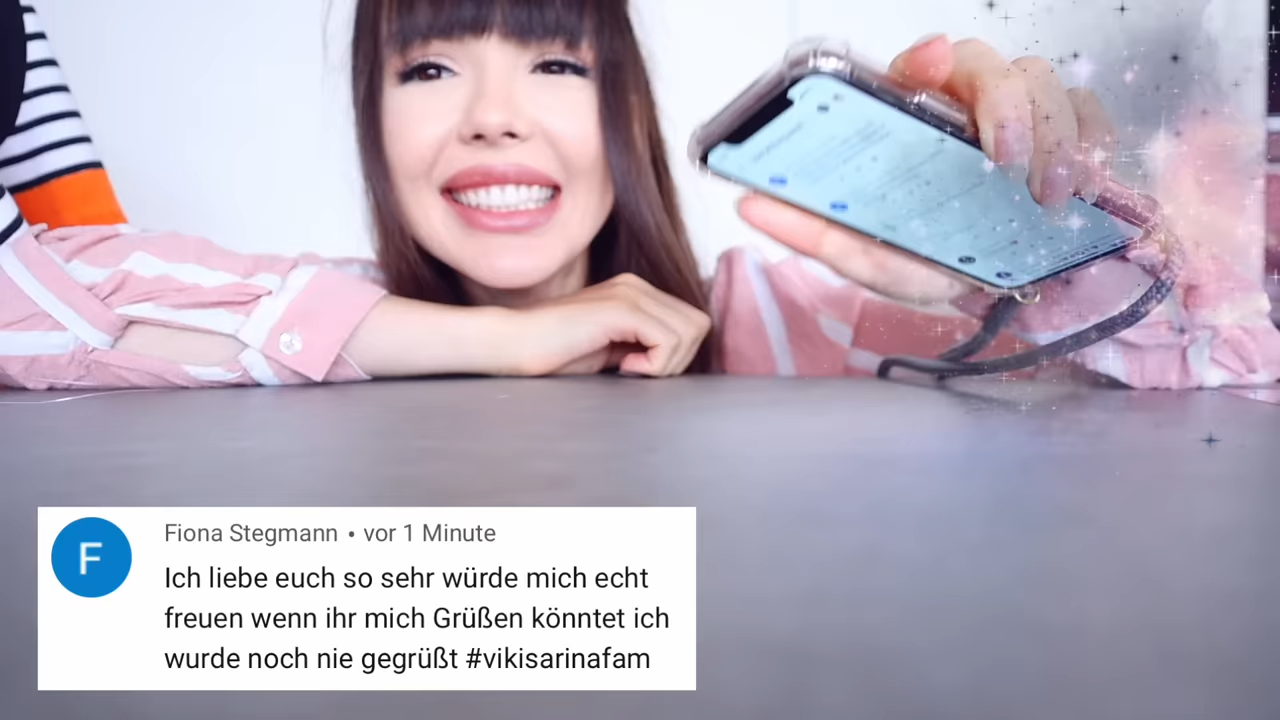 F
Fiona Stegmann • vor 1 Minute
Ich liebe euch so sehr würde mich echt
freuen wenn ihr mich Grüßen könntet ich
wurde noch nie gegrüßt #vikisarinafam